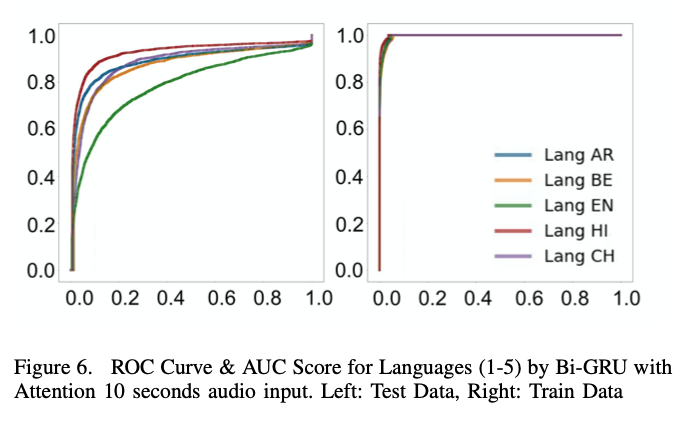 1.0
0.8
0.6
0.4
0.2
0.0
0.0 0.2 0.4 0.6 0.8 1.0
1.0
0.8
0.6
0.4
0.2
0.0
Lang AR
Lang BE
Lang EN
Lang HI
Lang CH
0.0 0.2 0.4 0.6 0.8 1.0
Figure 6. ROC Curve & AUC Score for Languages (1-5) by Bi-GRU with
Attention 10 seconds audio input. Left: Test Data, Right: Train Data